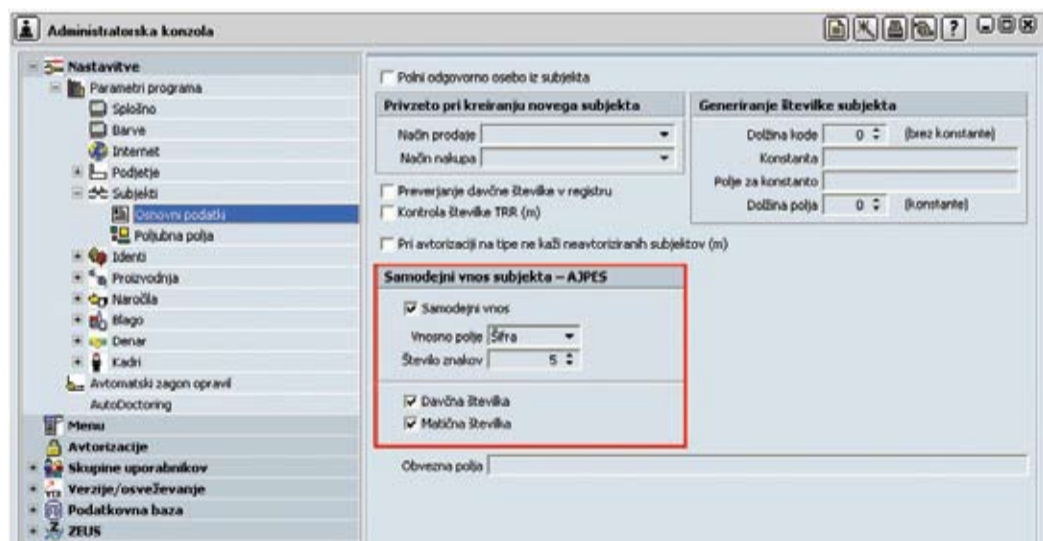 Administratorska konzola
Nastavitve
Parametri programa
Splošno
Barve
Internet
Podjetje
Subjekti
Osnovni podatki
Poljubna polja
Identi
Proizvodnja
Naročila
Blago
Denar
Kadri
Avtomatski zagon opravil
AutoDoctoring
Menu
Avtorizacije
Skupine uporabnikov
Verzije/osveževanje
Podatkovna baza
ZEUS
Polni odgovorno osebo iz subjekta
Privzeto pri kreiranju novega subjekta
Način prodaje
Način nakupa
Generiranje številke subjekta
Dolžina kode 0 (brez konstante)
Konstanta
Polje za konstanto
Dolžina polja 0 (konstante)
Preverjanje davčne številke v registru
Kontrola številke TRR (m)
Pri avtorizaciji na tipe ne kaži neavtoriziranih subjektov (m)
Samodejni vnos subjekta – AJPES
Samodejni vnos
Vnosno polje Šifra
Število znakov 5
Davčna številka
Matična številka
Obvezna polja